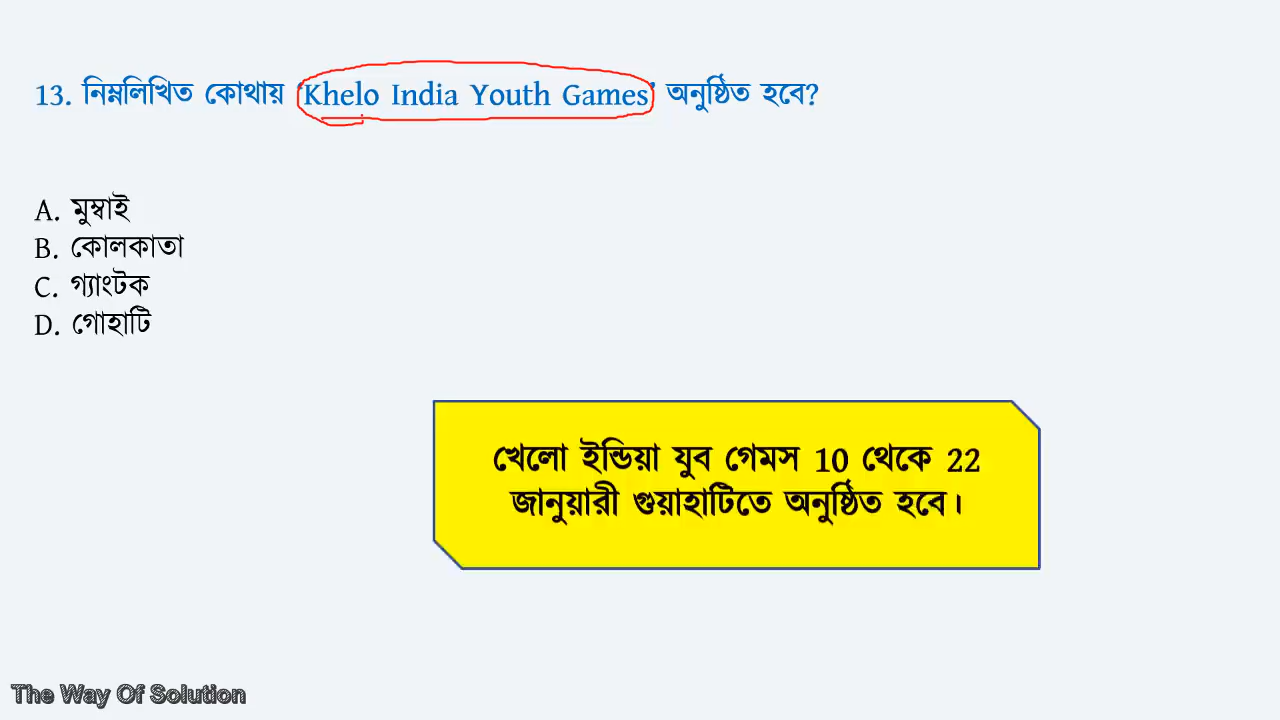 13. নিম্নলিখিত কোথায় 'Khelo India Youth Games' অনুষ্ঠিত হবে?
A. মুম্বাই
B. কোলকাতা
C. গ্যাংটক
D. গোহাটি
খেলো ইন্ডিয়া যুব গেমস 10 থেকে 22
জানুয়ারী গুয়াহাটিতে অনুষ্ঠিত হবে।
The Way Of Solution